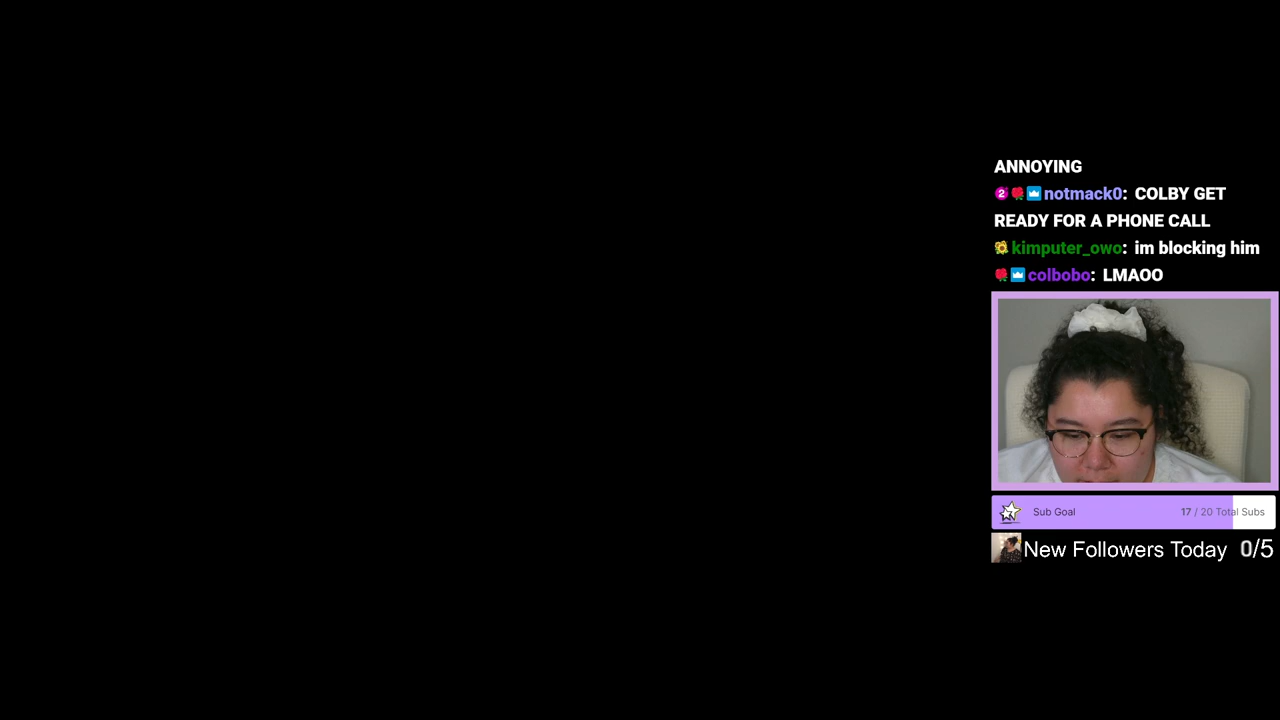 ANNOYING
2 notmack0: COLBY GET
READY FOR A PHONE CALL
kimputer_owo: im blocking him
colbobo: LMAOO
Sub Goal 17 / 20 Total Subs
New Followers Today 0/5